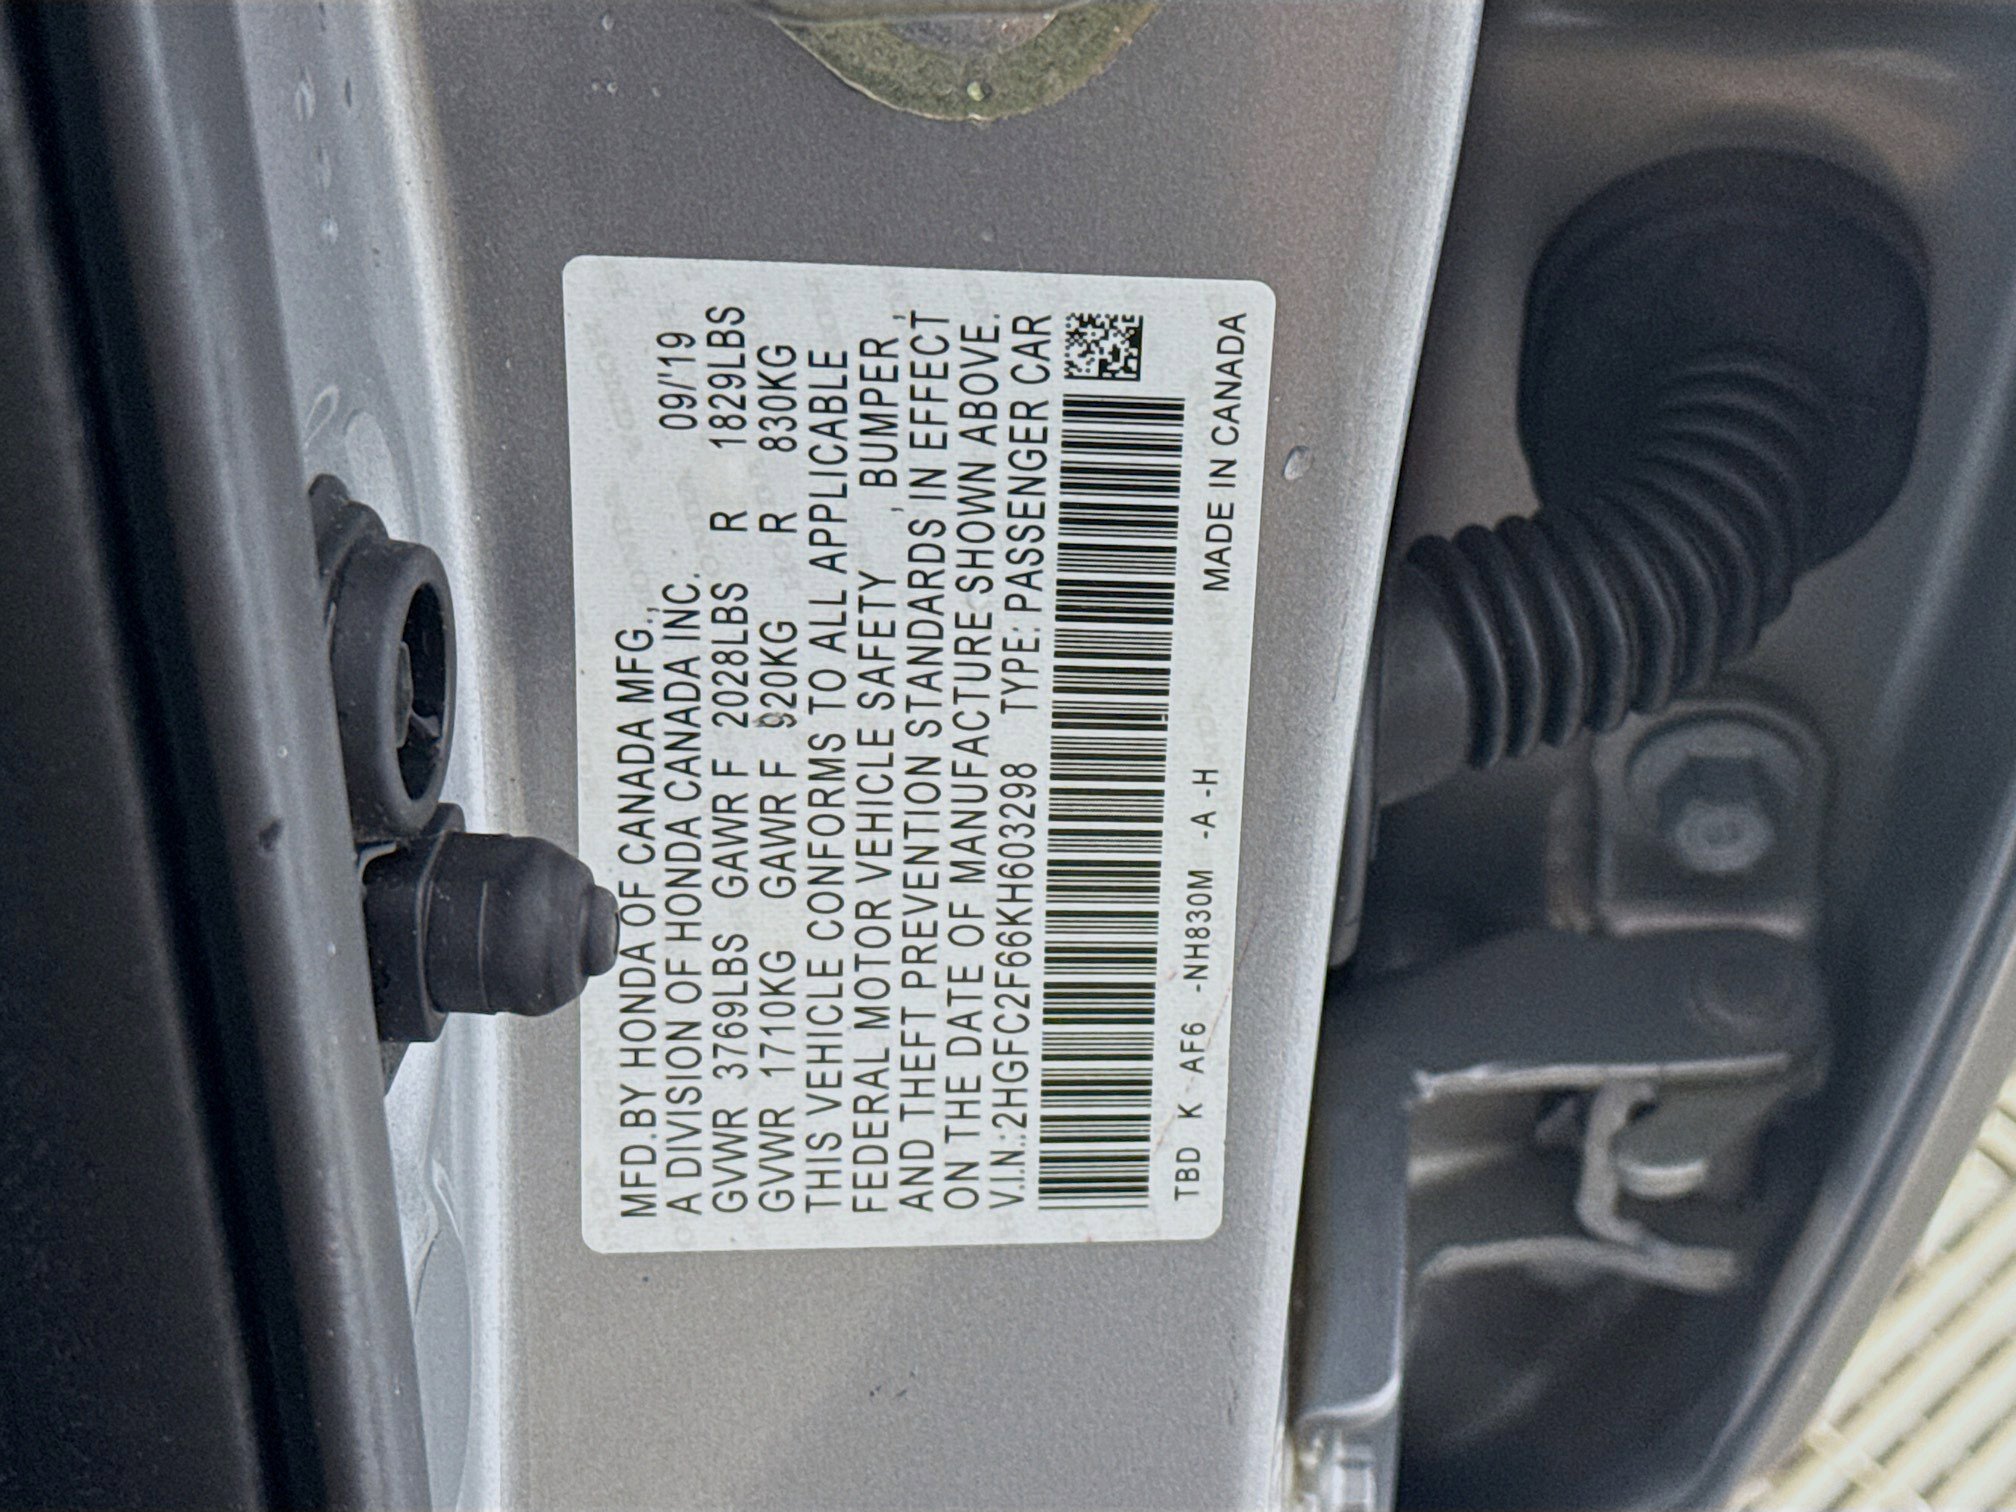 MFD.BY HONDA OF CANADA MFG.,
A DIVISION OF HONDA CANADA INC. 09/'19
GVWR 3769LBS GAWR F 2028LBS R 1829LBS
GVWR 1710KG GAWR F 920KG R 830KG
THIS VEHICLE CONFORMS TO ALL APPLICABLE
FEDERAL MOTOR VEHICLE SAFETY , BUMPER ,
AND THEFT PREVENTION STANDARDS IN EFFECT
ON THE DATE OF MANUFACTURE SHOWN ABOVE.
V.I.N.:2HGFC2F66KH603298 TYPE: PASSENGER CAR
TBD K AF6 -NH830M -A -H MADE IN CANADA